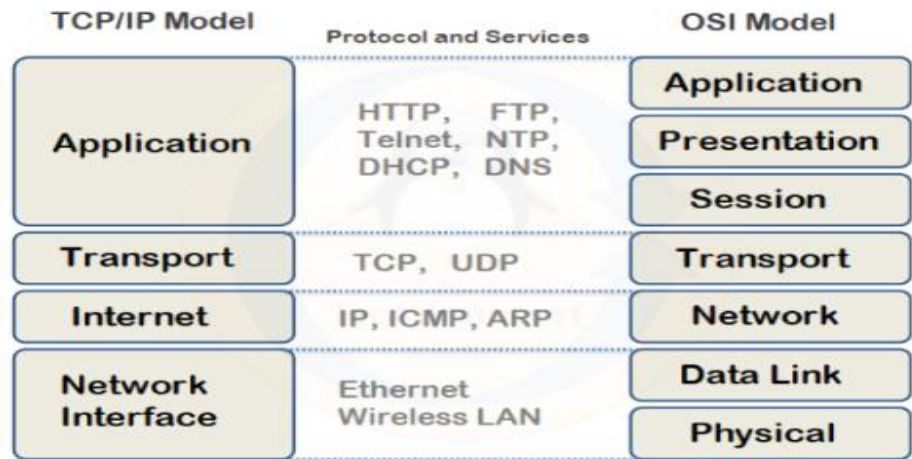 TCP/IP Model
Protocol and Services
OSI Model
Application
HTTP, FTP,
Telnet, NTP,
DHCP, DNS
Application
Presentation
Session
Transport
TCP, UDP
Transport
Internet
IP, ICMP, ARP
Network
Network
Interface
Ethernet
Wireless LAN
Data Link
Physical